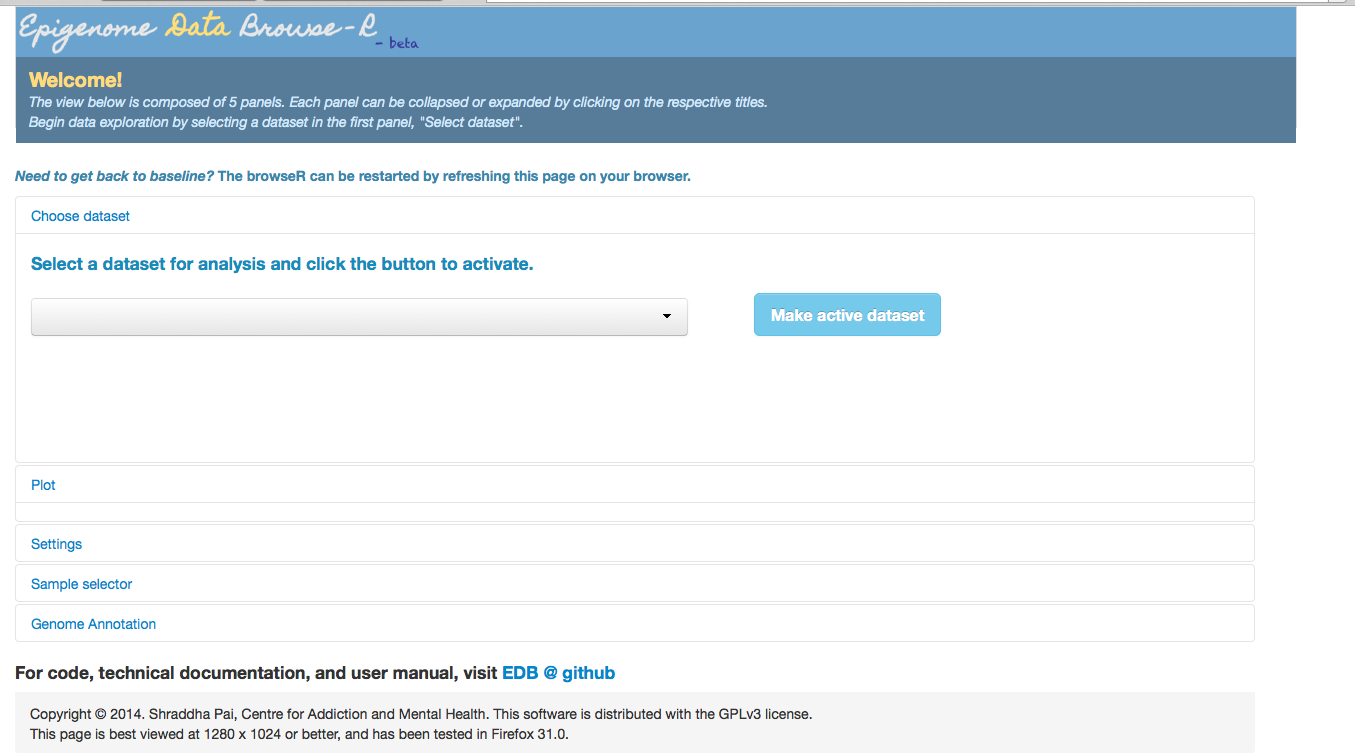 Epigenome Data Browse-R
- beta
Welcome!
The view below is composed of 5 panels. Each panel can be collapsed or expanded by clicking on the respective titles.
Begin data exploration by selecting a dataset in the first panel, "Select dataset".
Need to get back to baseline? The browseR can be restarted by refreshing this page on your browser.
Choose dataset
Select a dataset for analysis and click the button to activate.
Make active dataset
Plot
Settings
Sample selector
Genome Annotation
For code, technical documentation, and user manual, visit EDB @ github
Copyright © 2014. Shraddha Pai, Centre for Addiction and Mental Health. This software is distributed with the GPLv3 license.
This page is best viewed at 1280 x 1024 or better, and has been tested in Firefox 31.0.